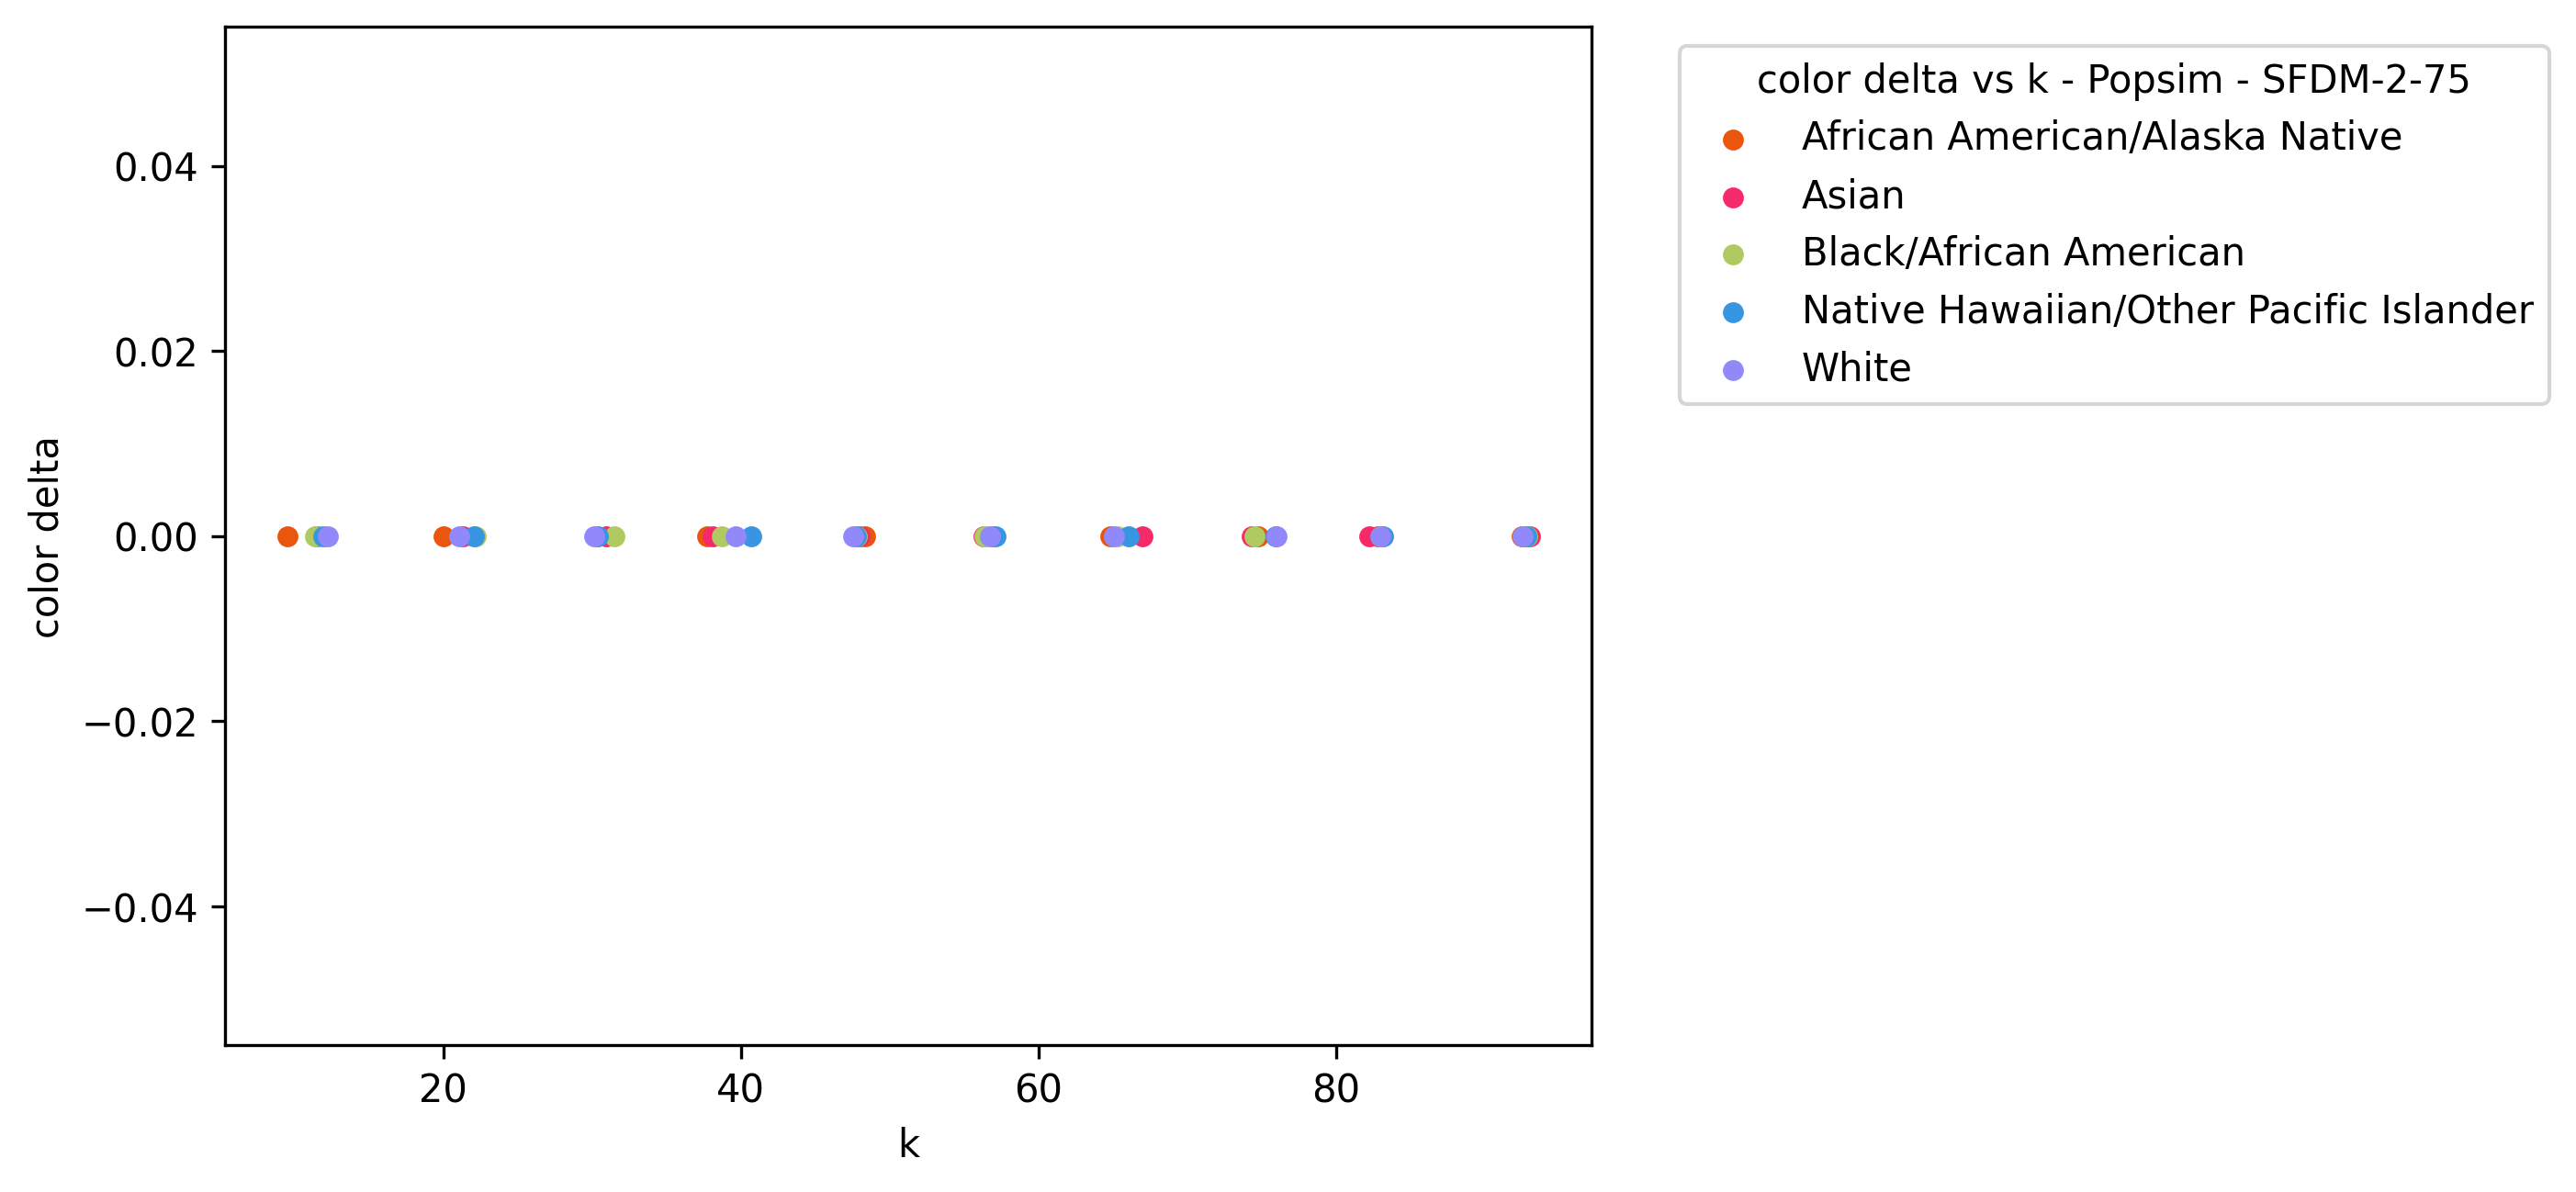 color delta vs k - Popsim - SFDM-2-75
African American/Alaska Native
Asian
Black/African American
Native Hawaiian/Other Pacific Islander
White
0.04
0.02
0.00
−0.02
−0.04
color delta
20 40 60 80
k